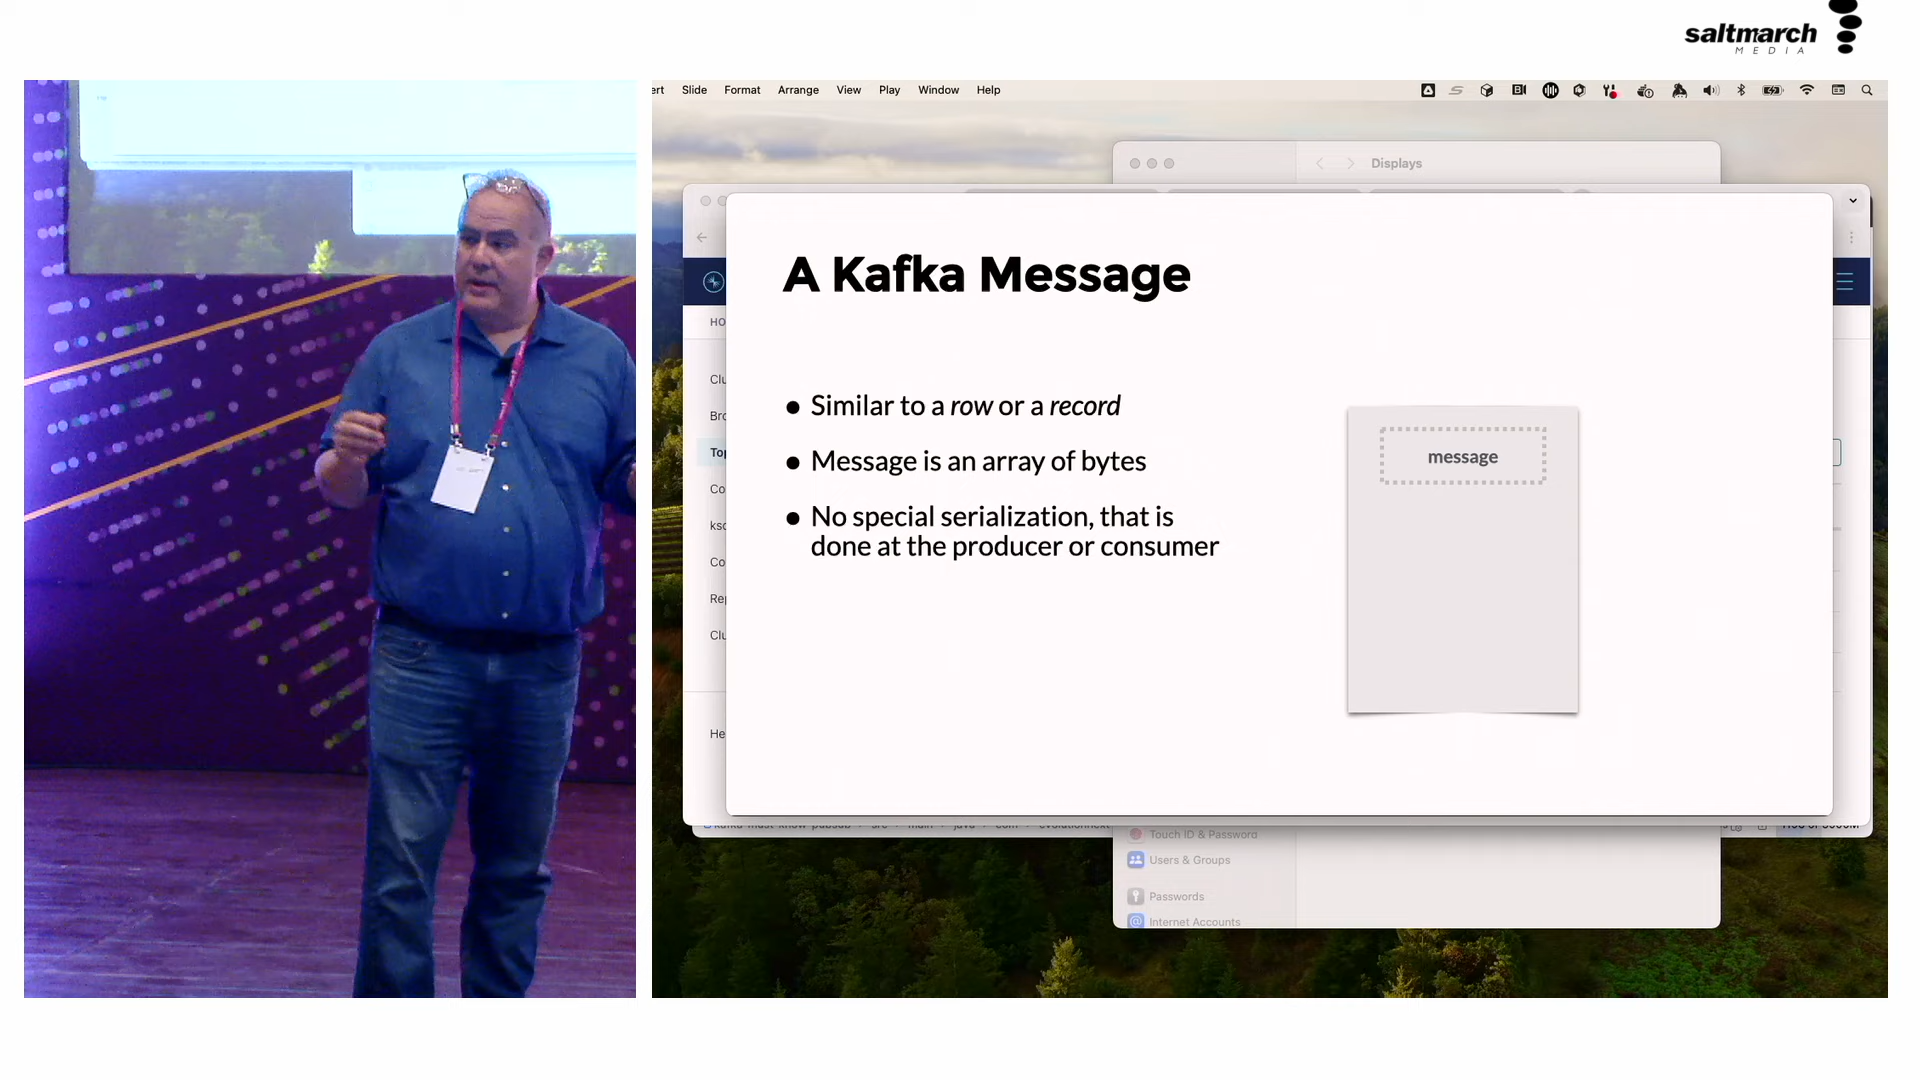 saltmarch
MEDIA
Slide Format Arrange View Play Window Help
Displays
A Kafka Message
• Similar to a row or a record
• Message is an array of bytes
• No special serialization, that is
done at the producer or consumer
message
HO
Clu
Bro
Top
Co
ksq
Co
Rep
Clu
He
Touch ID & Password
Users & Groups
Passwords
Internet Accounts